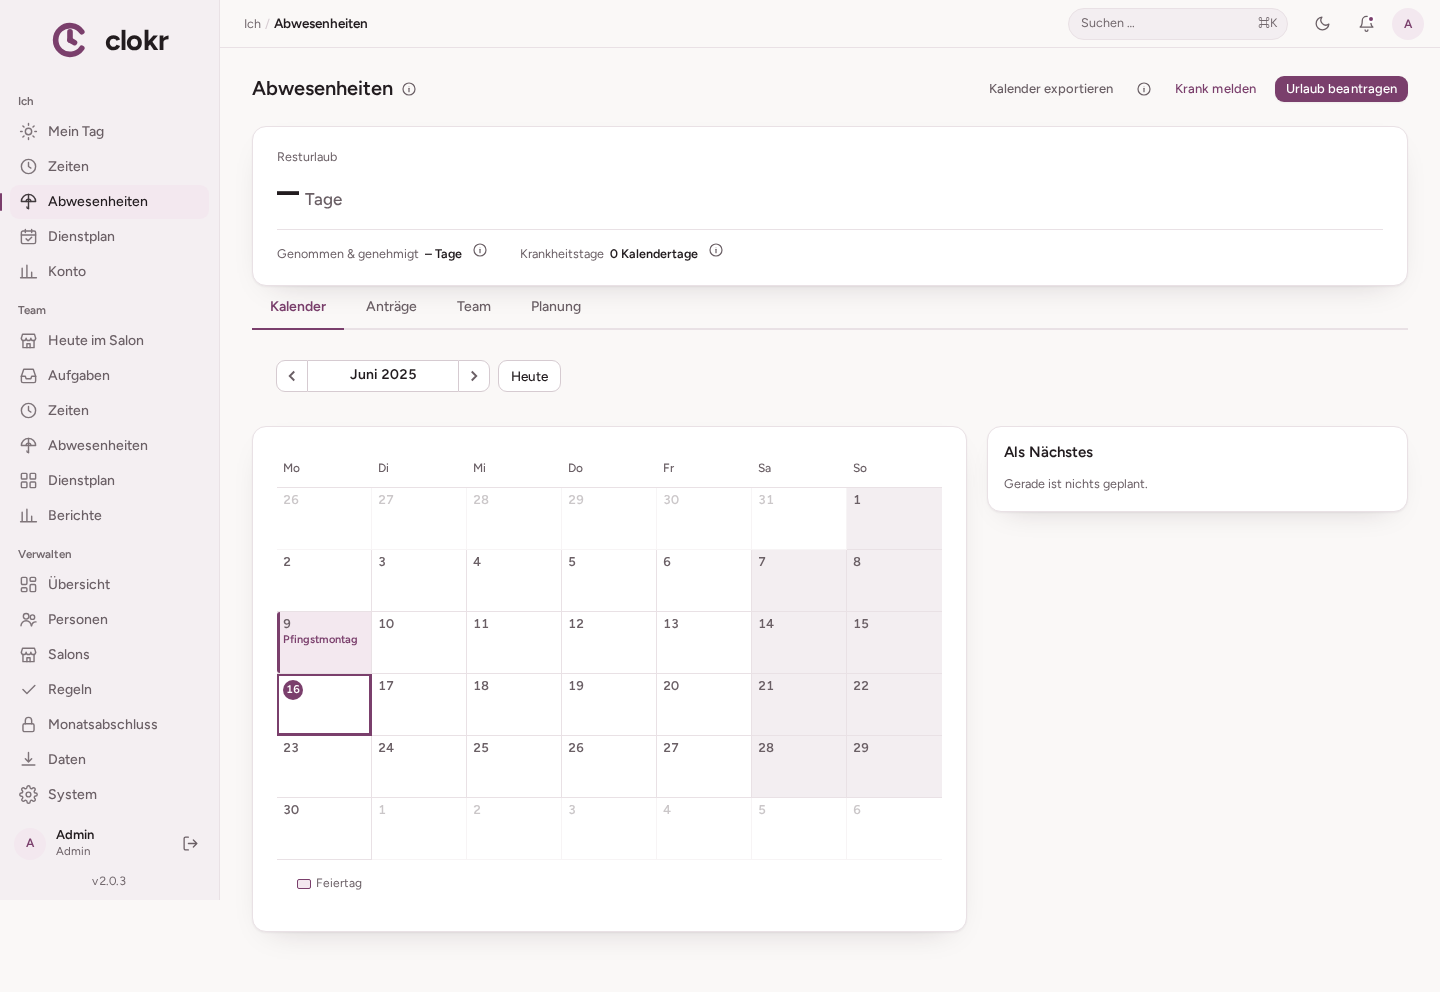 clokr
Ich
Mein Tag
Zeiten
Abwesenheiten
Dienstplan
Konto
Team
Heute im Salon
Aufgaben
Zeiten
Abwesenheiten
Dienstplan
Berichte
Verwalten
Übersicht
Personen
Salons
Regeln
Monatsabschluss
Daten
System
A
Admin
Admin
v2.0.3
Ich / Abwesenheiten
Suchen … ⌘K
A
Abwesenheiten
Kalender exportieren
Krank melden
Urlaub beantragen
Resturlaub
– Tage
Genommen & genehmigt – Tage
Krankheitstage 0 Kalendertage
Kalender Anträge Team Planung
Juni 2025
Heute
Mo Di Mi Do Fr Sa So
26 27 28 29 30 31 1
2 3 4 5 6 7 8
9 10 11 12 13 14 15
Pfingstmontag
16 17 18 19 20 21 22
23 24 25 26 27 28 29
30 1 2 3 4 5 6
Feiertag
Als Nächstes
Gerade ist nichts geplant.